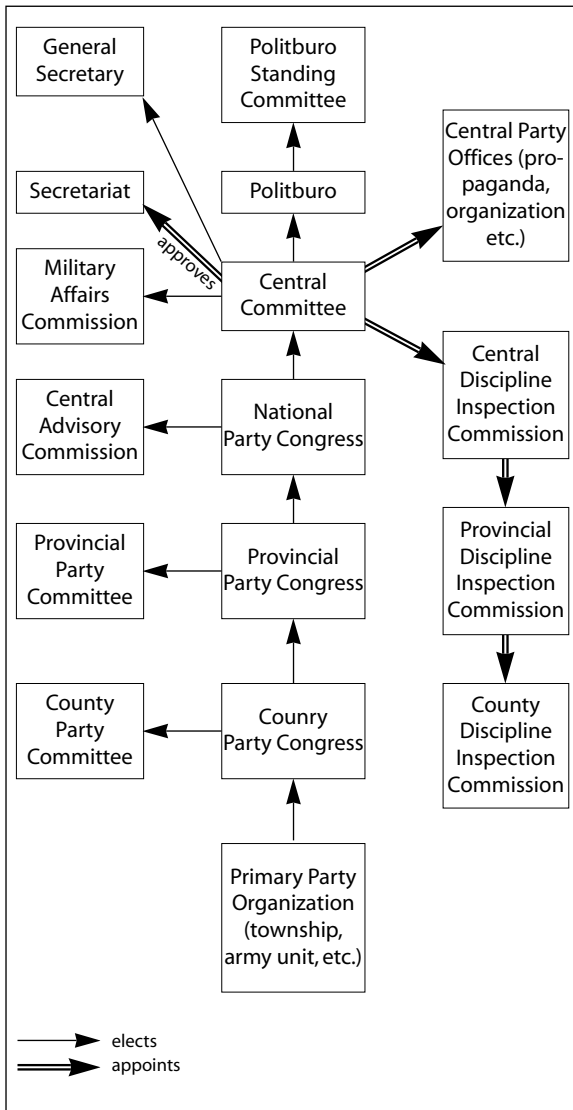 General
Secretary
Politburo
Standing
Committee
Central Party
Offices (pro-
paganda,
organization
etc.)
Secretariat
Politburo
approves
Military
Affairs
Commission
Central
Committee
Central
Discipline
Inspection
Commission
Central
Advisory
Commission
National
Party Congress
Provincial
Party
Committee
Provincial
Party Congress
Provincial
Discipline
Inspection
Commission
County
Party
Committee
Counry
Party Congress
County
Discipline
Inspection
Commission
Primary Party
Organization
(township,
army unit, etc.)
elects
appoints